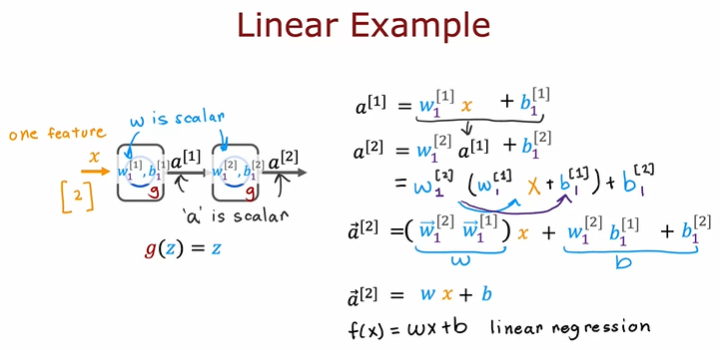 Linear Example
w is scalar
one feature
x
[2]
w₁^[1], b₁^[1]
g
a^[1]
w₁^[2], b₁^[2]
g
a^[2]
'a' is scalar
g(z) = z
a^[1] = w₁^[1] x + b₁^[1]
a^[2] = w₁^[2] a^[1] + b₁^[2]
= w₁^[2] (w₁^[1] x + b₁^[1]) + b₁^[2]
a⃗^[2] = (w⃗₁^[2] w⃗₁^[1]) x + w₁^[2] b₁^[1] + b₁^[2]
w
b
a⃗^[2] = w x + b
f(x) = wx+b linear regression